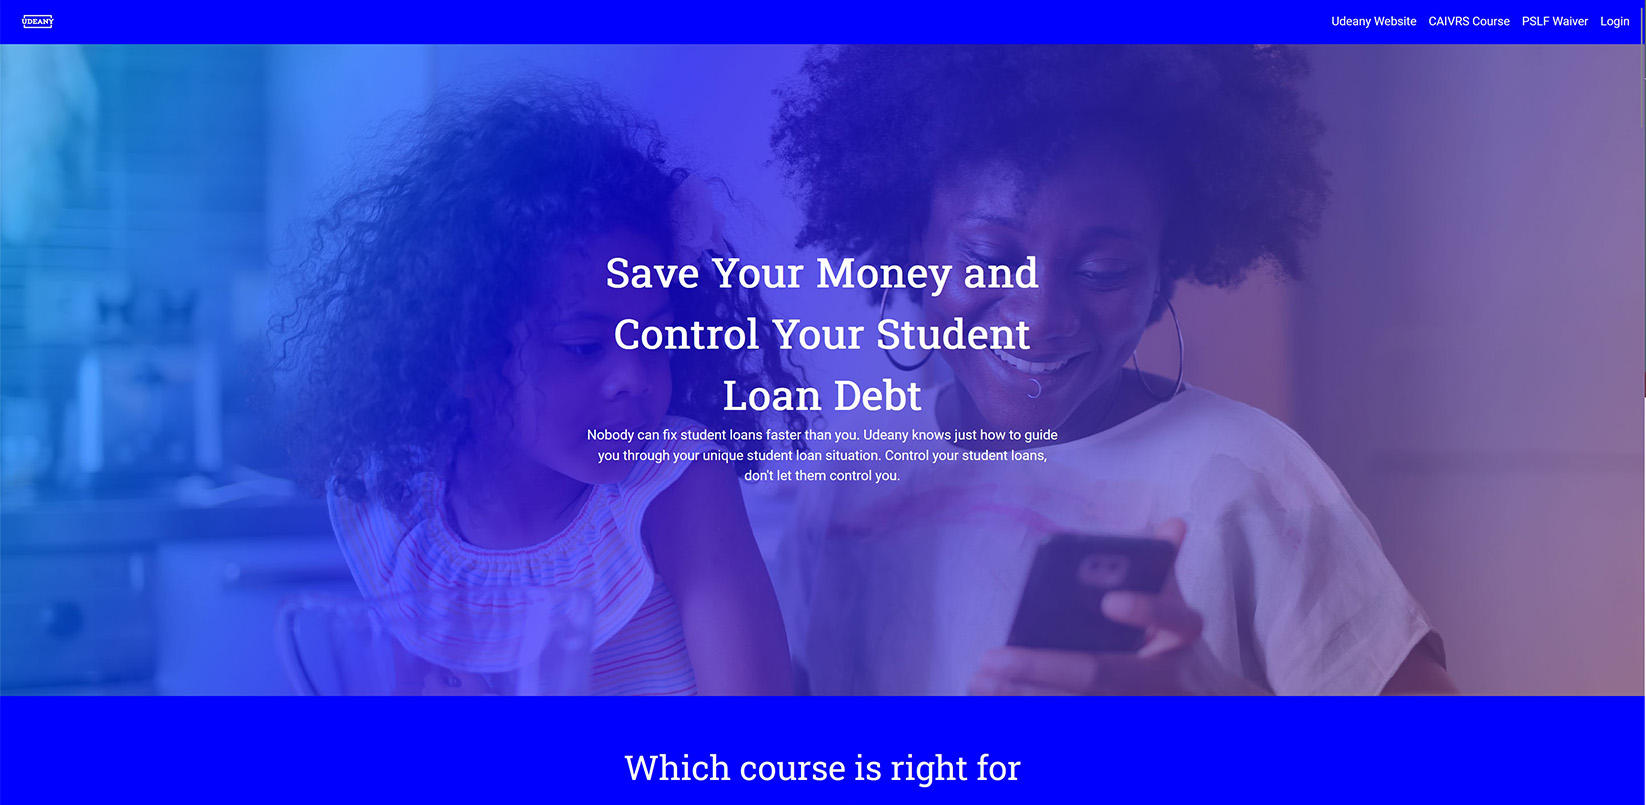 UDEANY
Udeany Website CAIVRS Course PSLF Waiver Login
Save Your Money and
Control Your Student
Loan Debt
Nobody can fix student loans faster than you. Udeany knows just how to guide
you through your unique student loan situation. Control your student loans,
don't let them control you.
Which course is right for